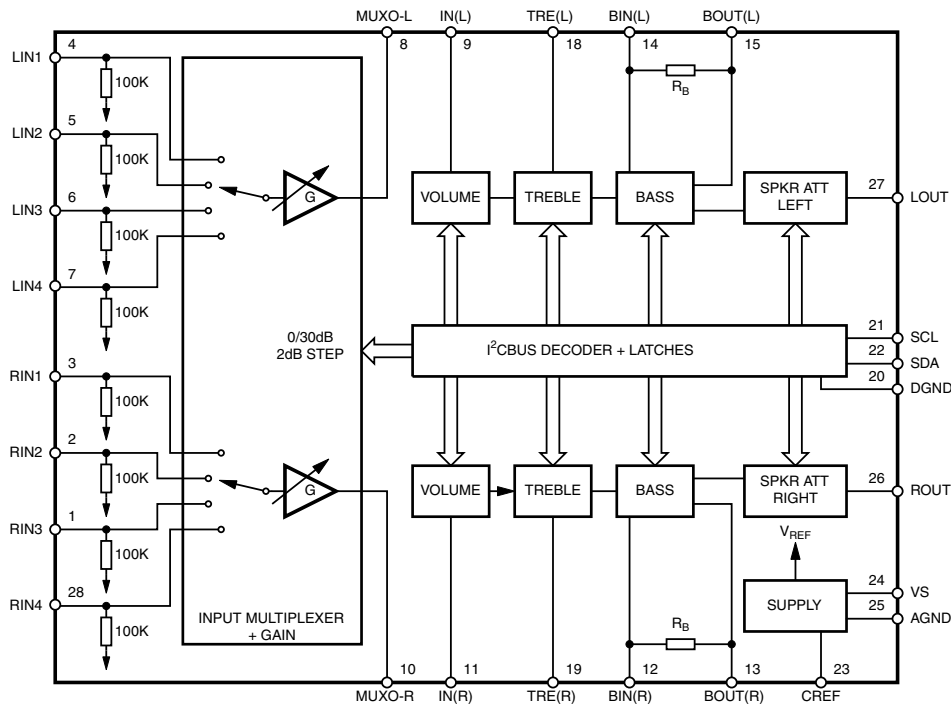 MUXO-L IN(L) TRE(L) BIN(L) BOUT(L)
8 9 18 14 15
LIN1 4
100K
LIN2 5
100K
LIN3 6
100K
LIN4 7
100K
RIN1 3
100K
RIN2 2
100K
RIN3 1
100K
RIN4 28
100K
G
0/30dB
2dB STEP
G
INPUT MULTIPLEXER
+ GAIN
R_B
VOLUME TREBLE BASS SPKR ATT
LEFT
27 LOUT
I²CBUS DECODER + LATCHES
21 SCL
22 SDA
20 DGND
VOLUME TREBLE BASS SPKR ATT
RIGHT
26 ROUT
V_REF
SUPPLY
24 VS
25 AGND
R_B
10 11 19 12 13 23
MUXO-R IN(R) TRE(R) BIN(R) BOUT(R) CREF